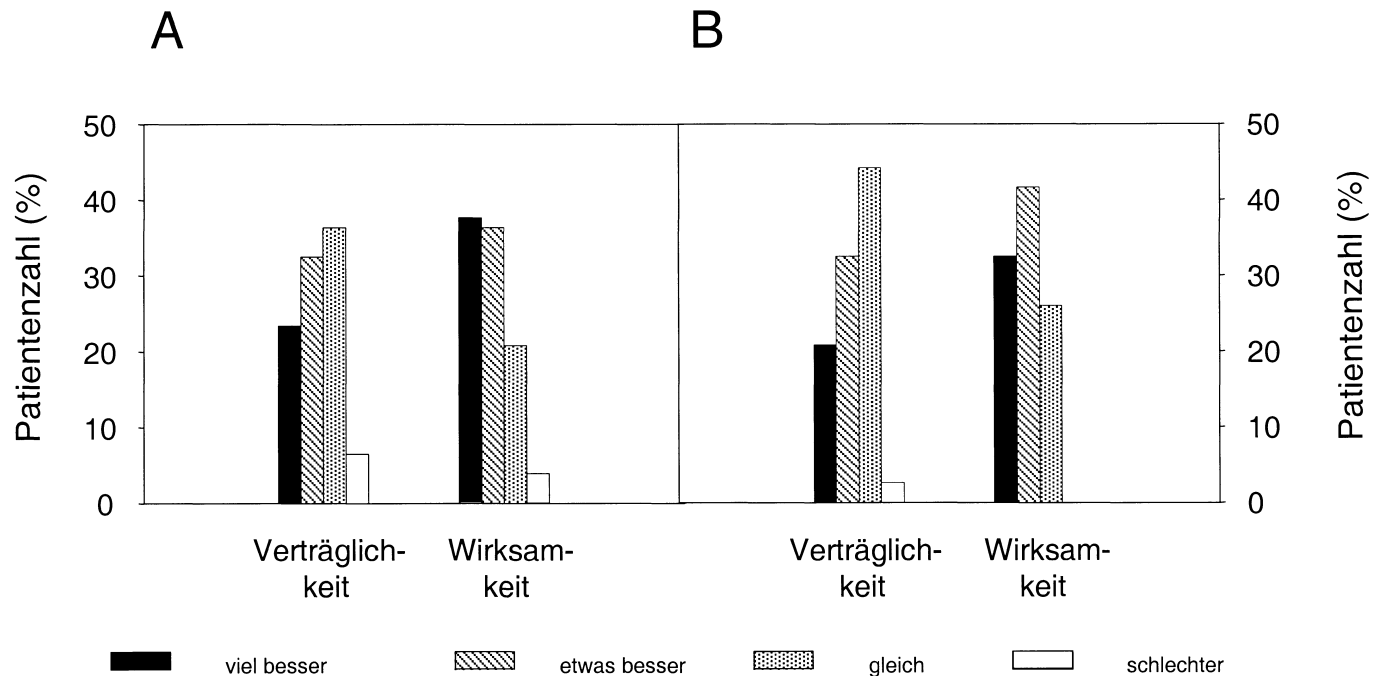 A
B
Patientenzahl (%)
50
40
30
20
10
0
50
40
30
20
10
0
Patientenzahl (%)
Verträglich-
keit
Wirksam-
keit
Verträglich-
keit
Wirksam-
keit
viel besser
etwas besser
gleich
schlechter